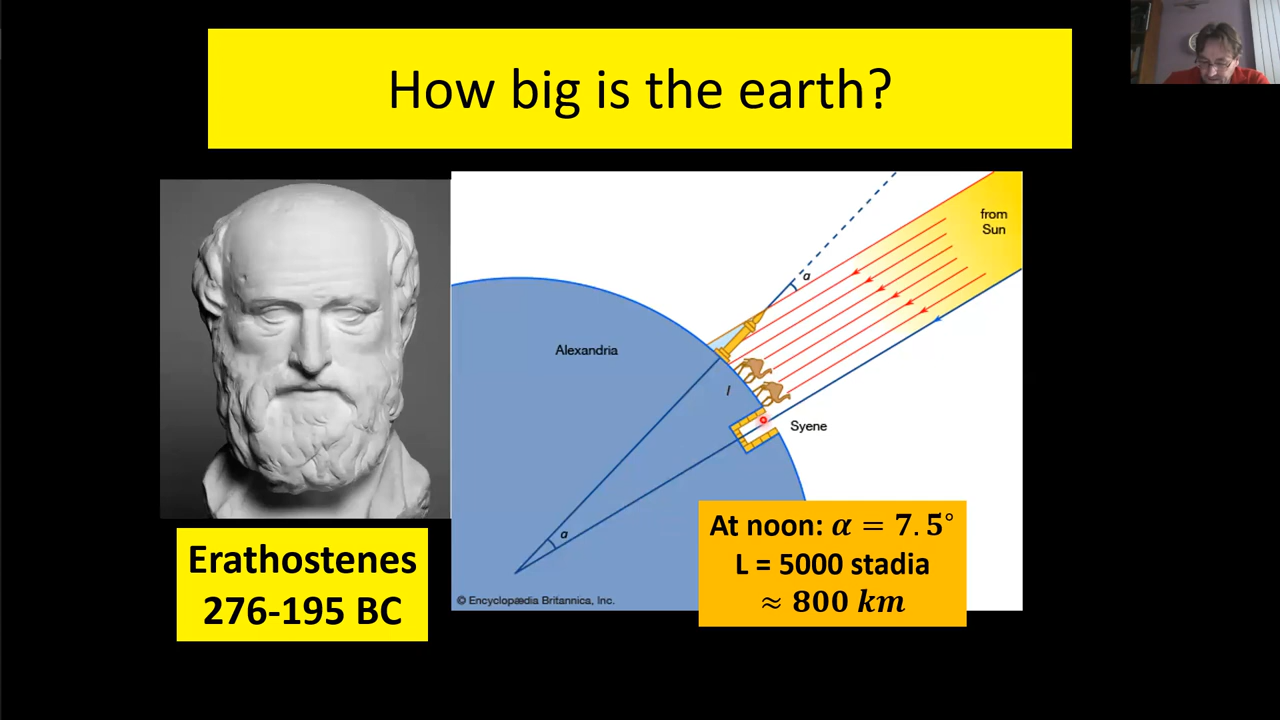 How big is the earth?
from
Sun
α
Alexandria
l
Syene
α
At noon: α = 7.5°
L = 5000 stadia
≈ 800 km
© Encyclopædia Britannica, Inc.
Erathostenes
276-195 BC